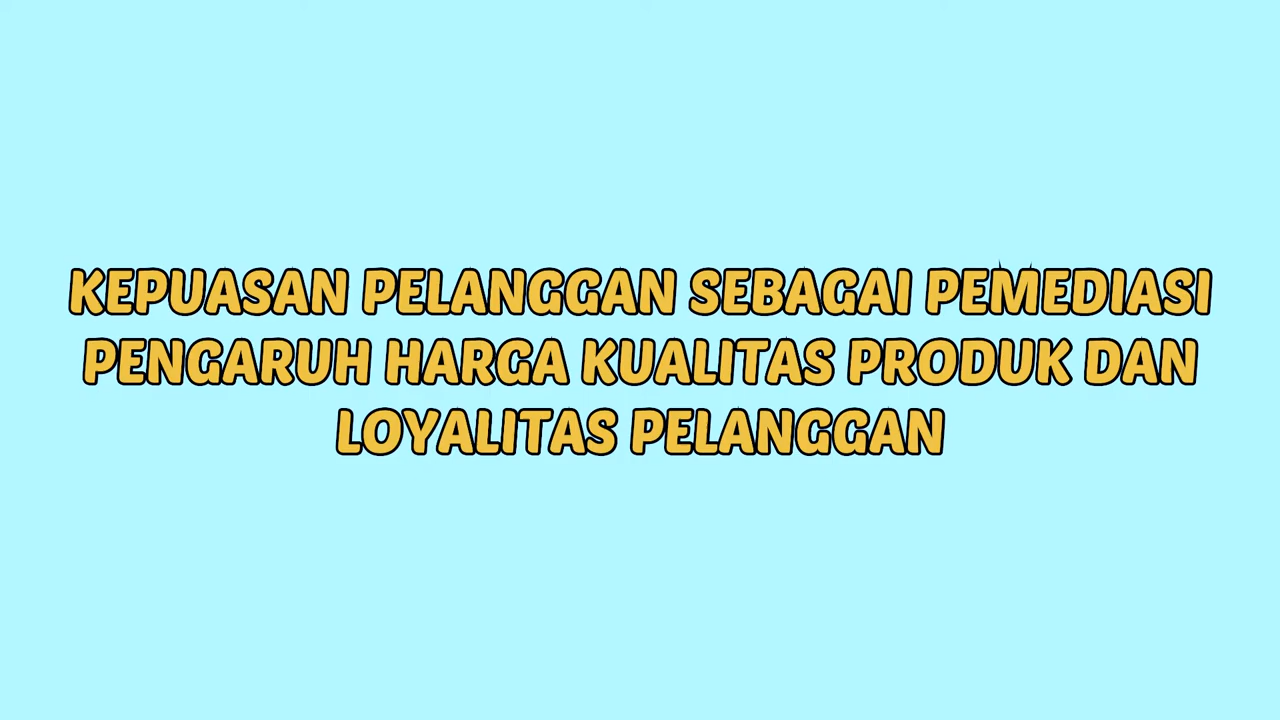 KEPUASAN PELANGGAN SEBAGAI PEMEDIASI
PENGARUH HARGA KUALITAS PRODUK DAN
LOYALITAS PELANGGAN